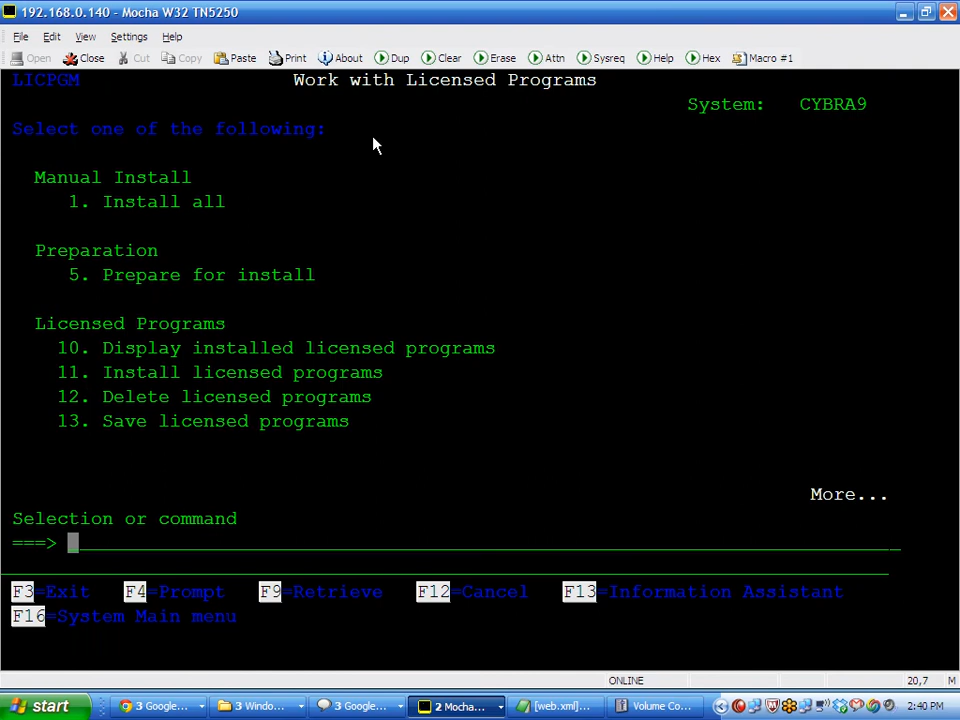 192.168.0.140 - Mocha W32 TN5250
File Edit View Settings Help
Open Close Cut Copy Paste Print About Dup Clear Erase Attn Sysreq Help Hex Macro #1
LICPGM Work with Licensed Programs
System: CYBRA9
Select one of the following:
Manual Install
1. Install all
Preparation
5. Prepare for install
Licensed Programs
10. Display installed licensed programs
11. Install licensed programs
12. Delete licensed programs
13. Save licensed programs
More...
Selection or command
===>
F3=Exit F4=Prompt F9=Retrieve F12=Cancel F13=Information Assistant
F16=System Main menu
ONLINE 20,7 M
start 3 Google... 3 Windo... 3 Google... 2 Mocha... [web.xml]... Volume Co... 2:40 PM